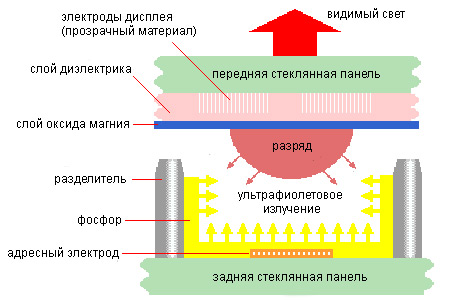 электроды дисплея
(прозрачный материал)
видимый свет
слой диэлектрика
передняя стеклянная панель
слой оксида магния
разряд
разделитель
ультрафиолетовое
излучение
фосфор
адресный электрод
задняя стеклянная панель